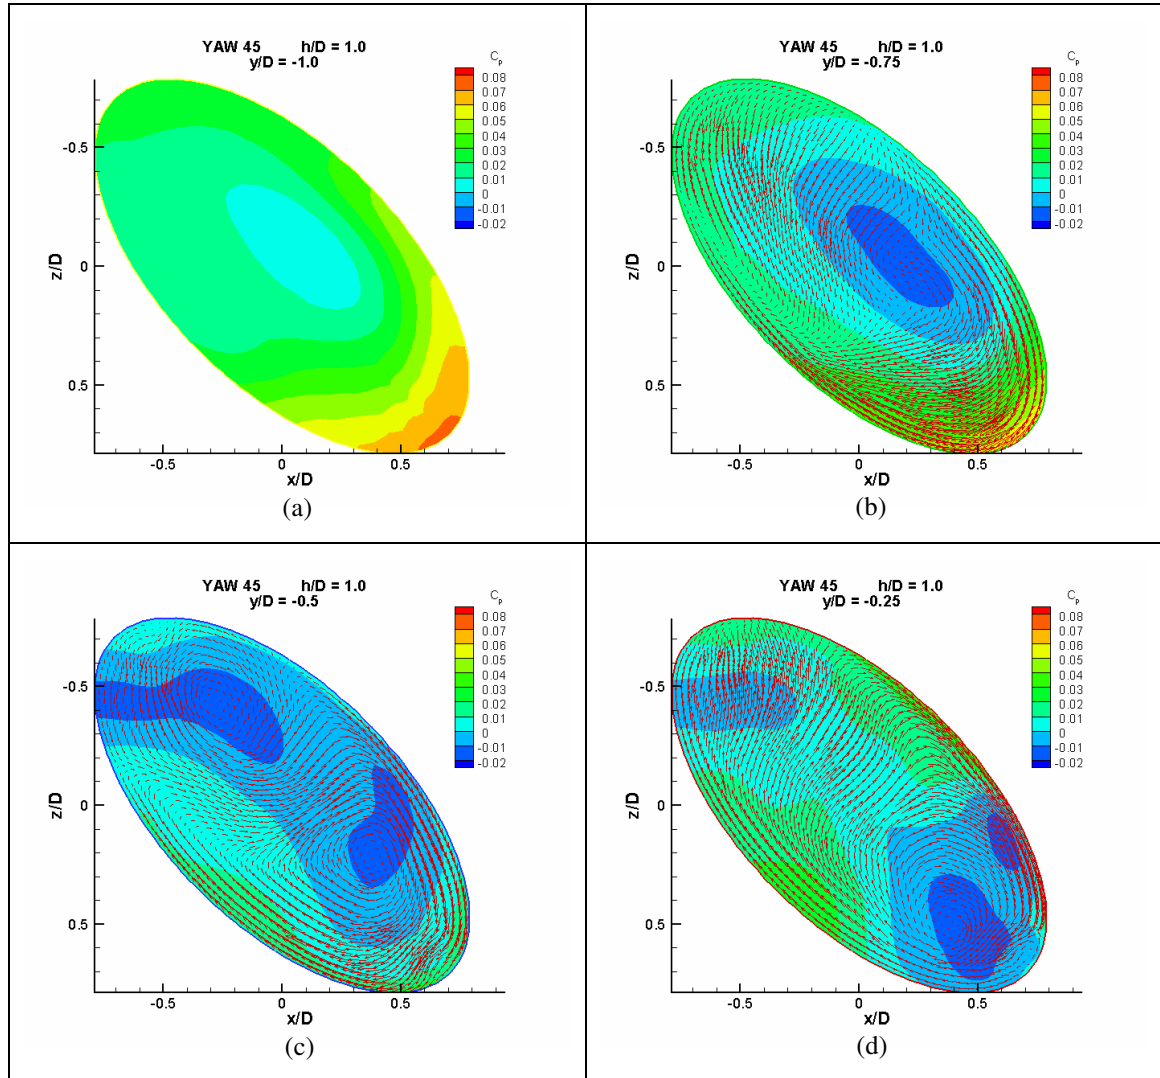 YAW 45 h/D = 1.0
y/D = -1.0
Cp
0.08
0.07
0.06
0.05
0.04
0.03
0.02
0.01
0
-0.01
-0.02
-0.5
0
0.5
z/D
-0.5 0 0.5
x/D
(a)
YAW 45 h/D = 1.0
y/D = -0.75
Cp
0.08
0.07
0.06
0.05
0.04
0.03
0.02
0.01
0
-0.01
-0.02
-0.5
0
0.5
z/D
-0.5 0 0.5
x/D
(b)
YAW 45 h/D = 1.0
y/D = -0.5
Cp
0.08
0.07
0.06
0.05
0.04
0.03
0.02
0.01
0
-0.01
-0.02
-0.5
0
0.5
z/D
-0.5 0 0.5
x/D
(c)
YAW 45 h/D = 1.0
y/D = -0.25
Cp
0.08
0.07
0.06
0.05
0.04
0.03
0.02
0.01
0
-0.01
-0.02
-0.5
0
0.5
z/D
-0.5 0 0.5
x/D
(d)